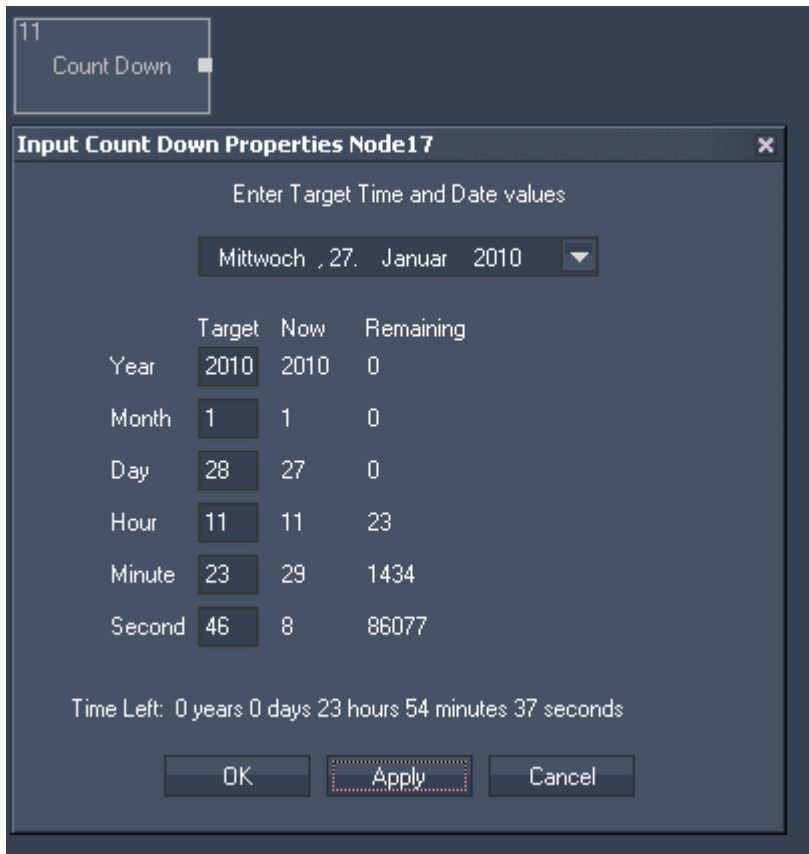 11
Count Down
Input Count Down Properties Node17
Enter Target Time and Date values
Mittwoch , 27. Januar 2010
Target Now Remaining
Year 2010 2010 0
Month 1 1 0
Day 28 27 0
Hour 11 11 23
Minute 23 29 1434
Second 46 8 86077
Time Left: 0 years 0 days 23 hours 54 minutes 37 seconds
OK Apply Cancel